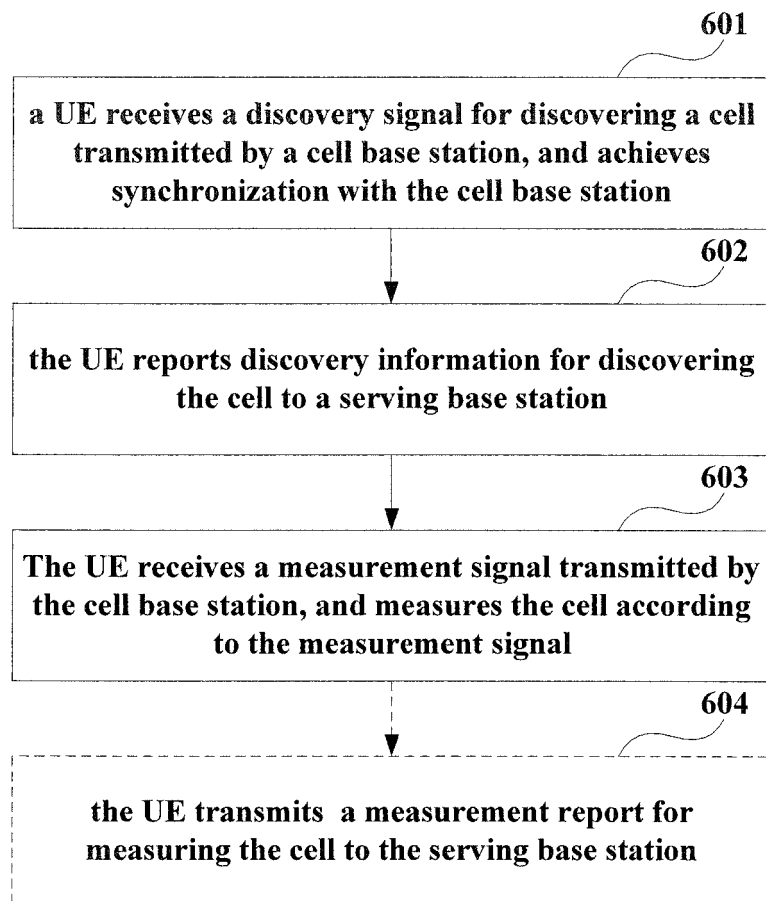 601
a UE receives a discovery signal for discovering a cell
transmitted by a cell base station, and achieves
synchronization with the cell base station
602
the UE reports discovery information for discovering
the cell to a serving base station
603
The UE receives a measurement signal transmitted by
the cell base station, and measures the cell according
to the measurement signal
604
the UE transmits a measurement report for
measuring the cell to the serving base station